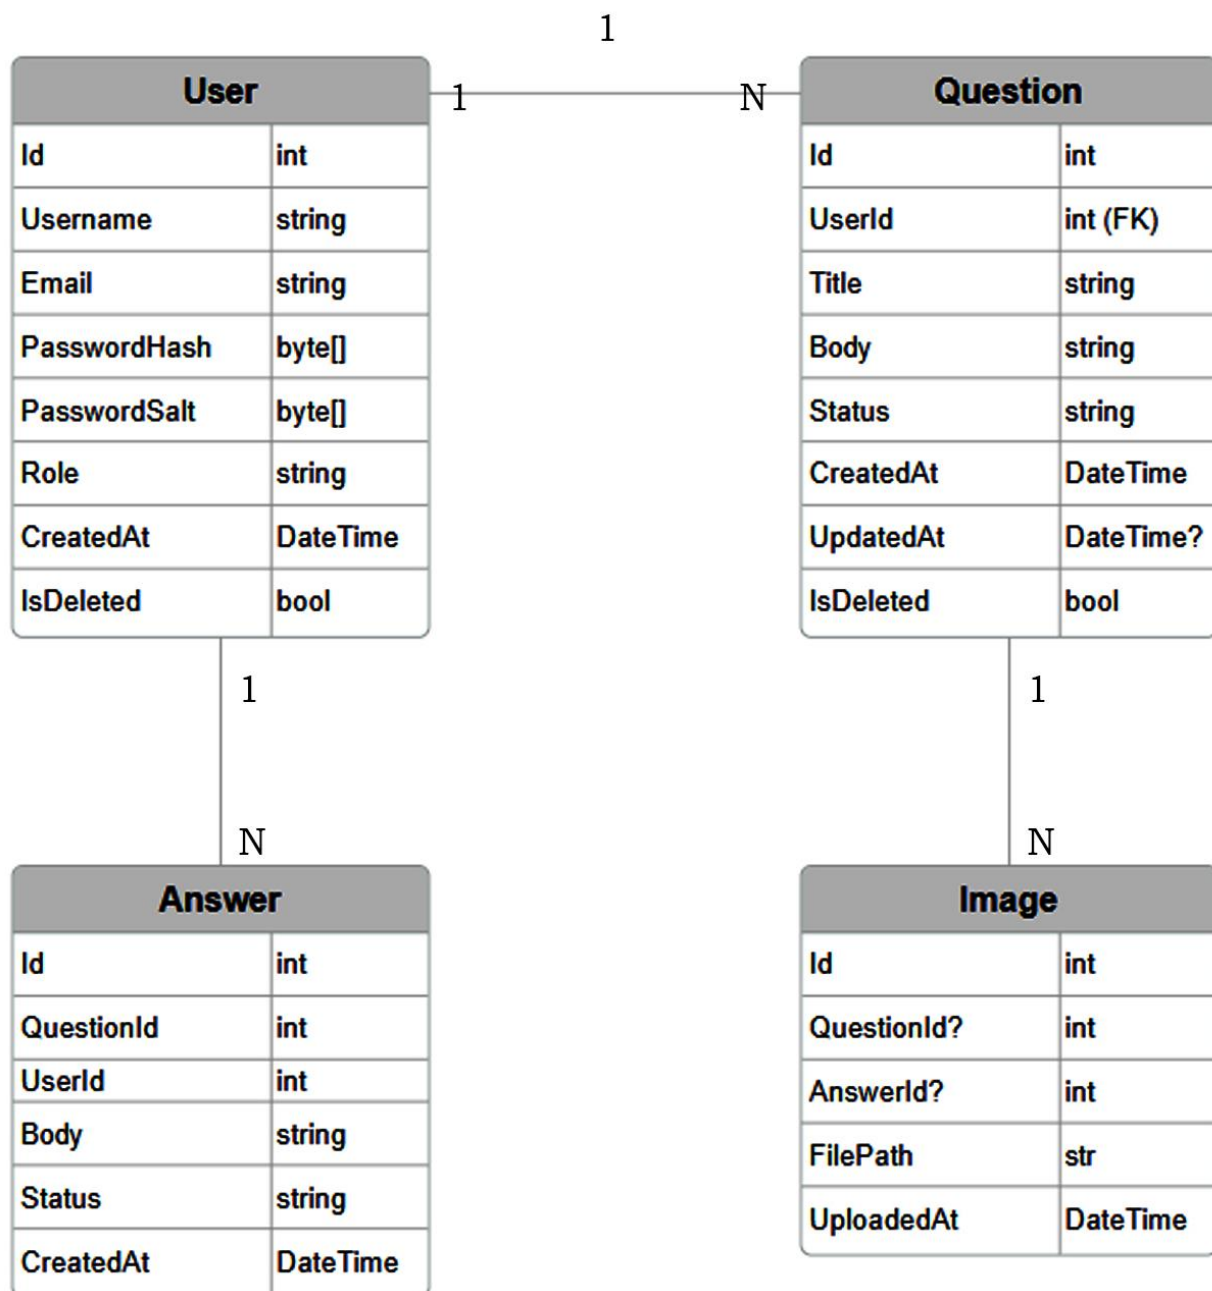 1
User
1
N
Question
Id int
Username string
Email string
PasswordHash byte[]
PasswordSalt byte[]
Role string
CreatedAt DateTime
IsDeleted bool
Id int
UserId int (FK)
Title string
Body string
Status string
CreatedAt DateTime
UpdatedAt DateTime?
IsDeleted bool
1
N
1
N
Answer
Id int
QuestionId int
UserId int
Body string
Status string
CreatedAt DateTime
Image
Id int
QuestionId? int
AnswerId? int
FilePath str
UploadedAt DateTime